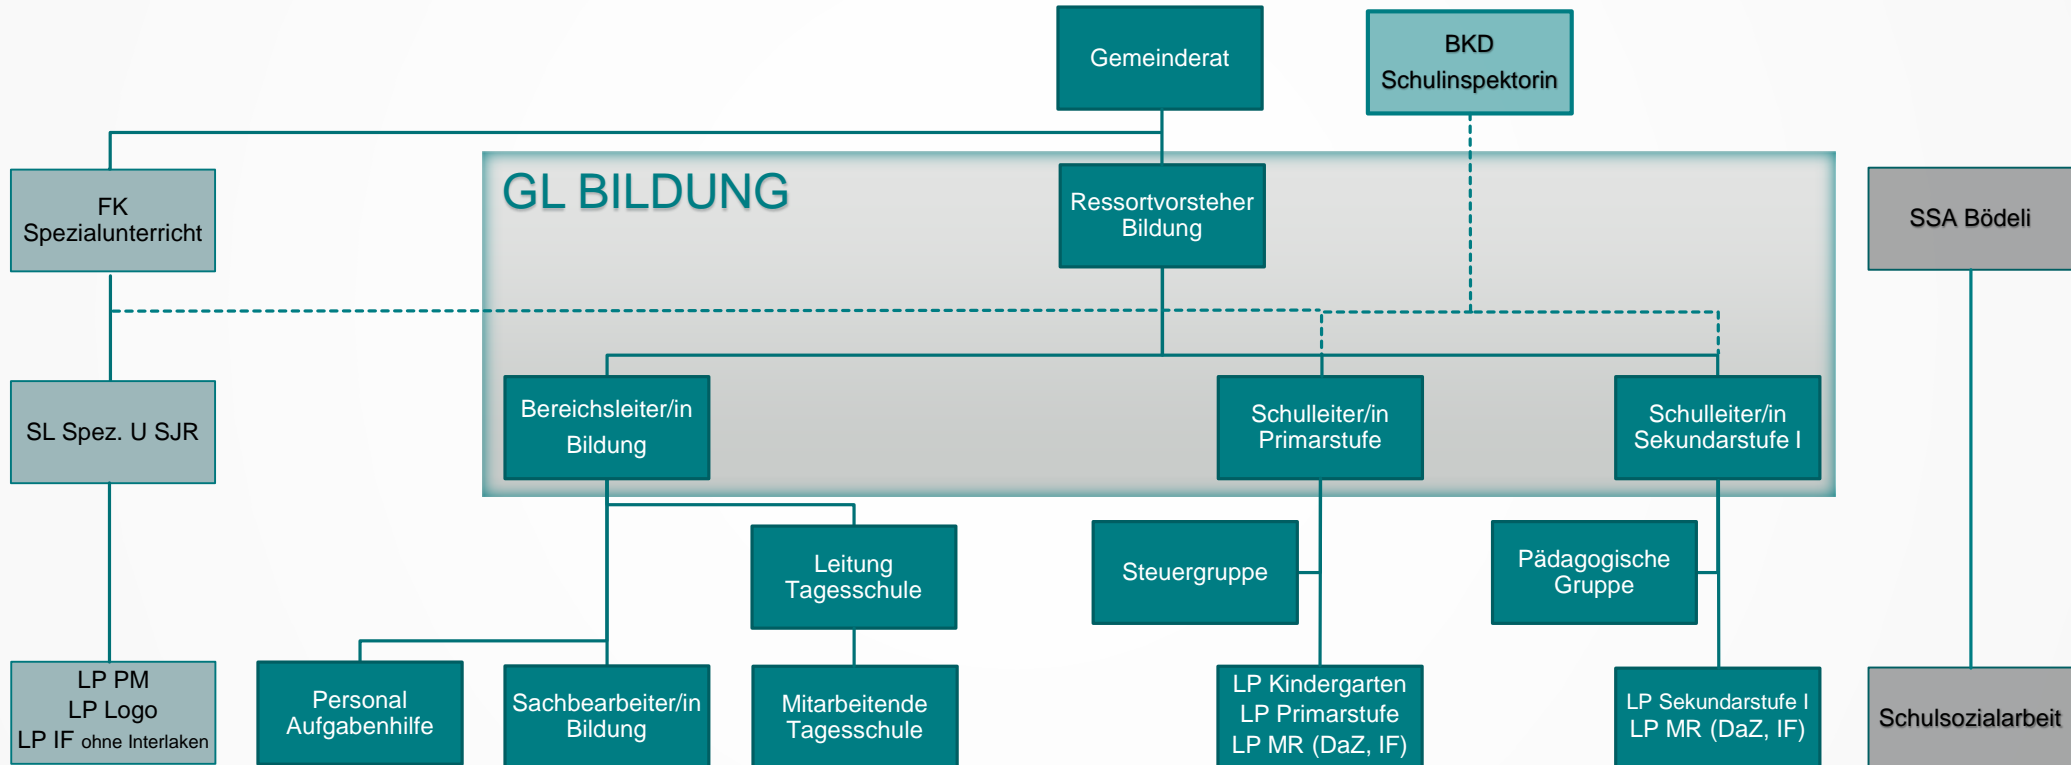 Gemeinderat
BKD
Schulinspektorin
FK
Spezialunterricht
GL BILDUNG
Ressortvorsteher
Bildung
SSA Bödeli
SL Spez. U SJR
Bereichsleiter/in
Bildung
Schulleiter/in
Primarstufe
Schulleiter/in
Sekundarstufe I
Leitung
Tagesschule
Steuergruppe
Pädagogische
Gruppe
LP PM
LP Logo
LP IF ohne Interlaken
Personal
Aufgabenhilfe
Sachbearbeiter/in
Bildung
Mitarbeitende
Tagesschule
LP Kindergarten
LP Primarstufe
LP MR (DaZ, IF)
LP Sekundarstufe I
LP MR (DaZ, IF)
Schulsozialarbeit